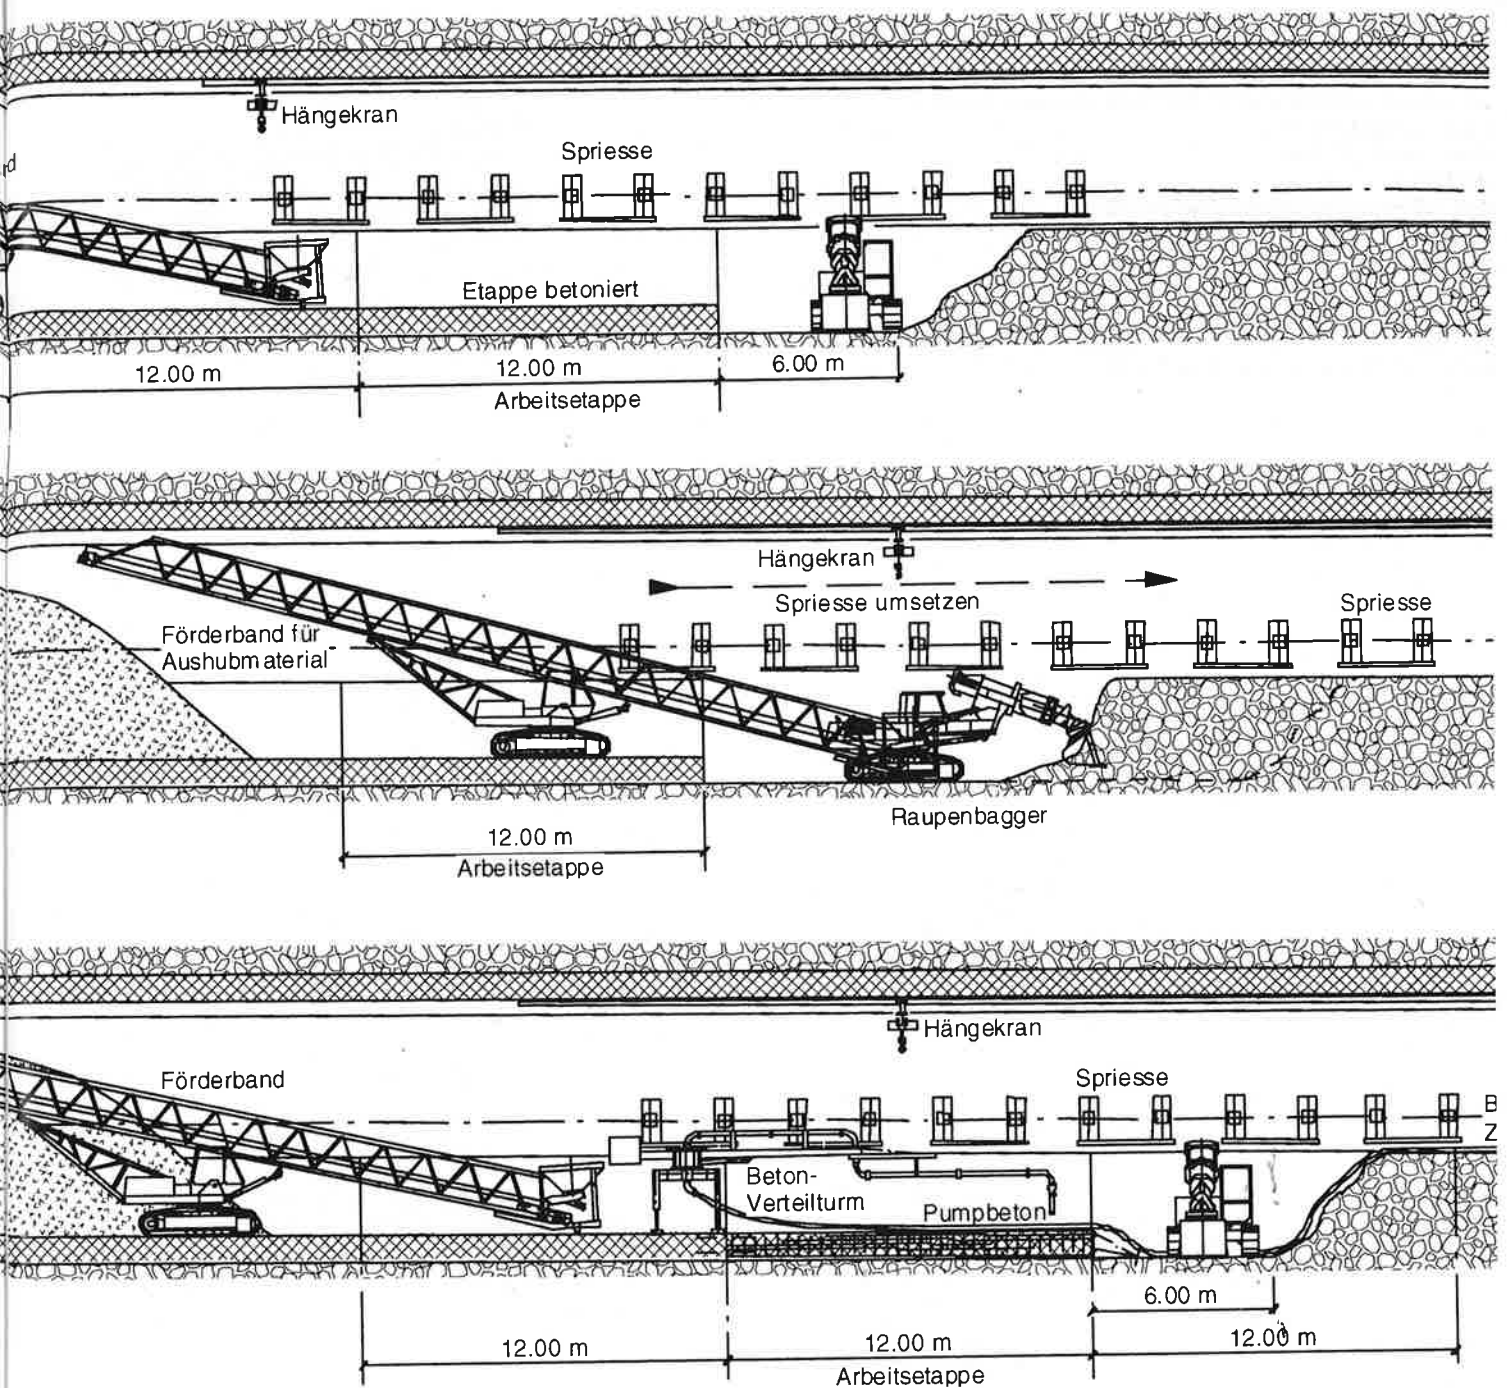 Hängekran
rd
Spriesse
Etappe betoniert
12.00 m
12.00 m
6.00 m
Arbeitsetappe
Hängekran
Spriesse umsetzen
Spriesse
Förderband für
Aushubmaterial
Raupenbagger
12.00 m
Arbeitsetappe
Hängekran
Förderband
Spriesse
B
Z
Beton-
Verteilturm
Pumpbeton
6.00 m
12.00 m
12.00 m
12.00 m
Arbeitsetappe